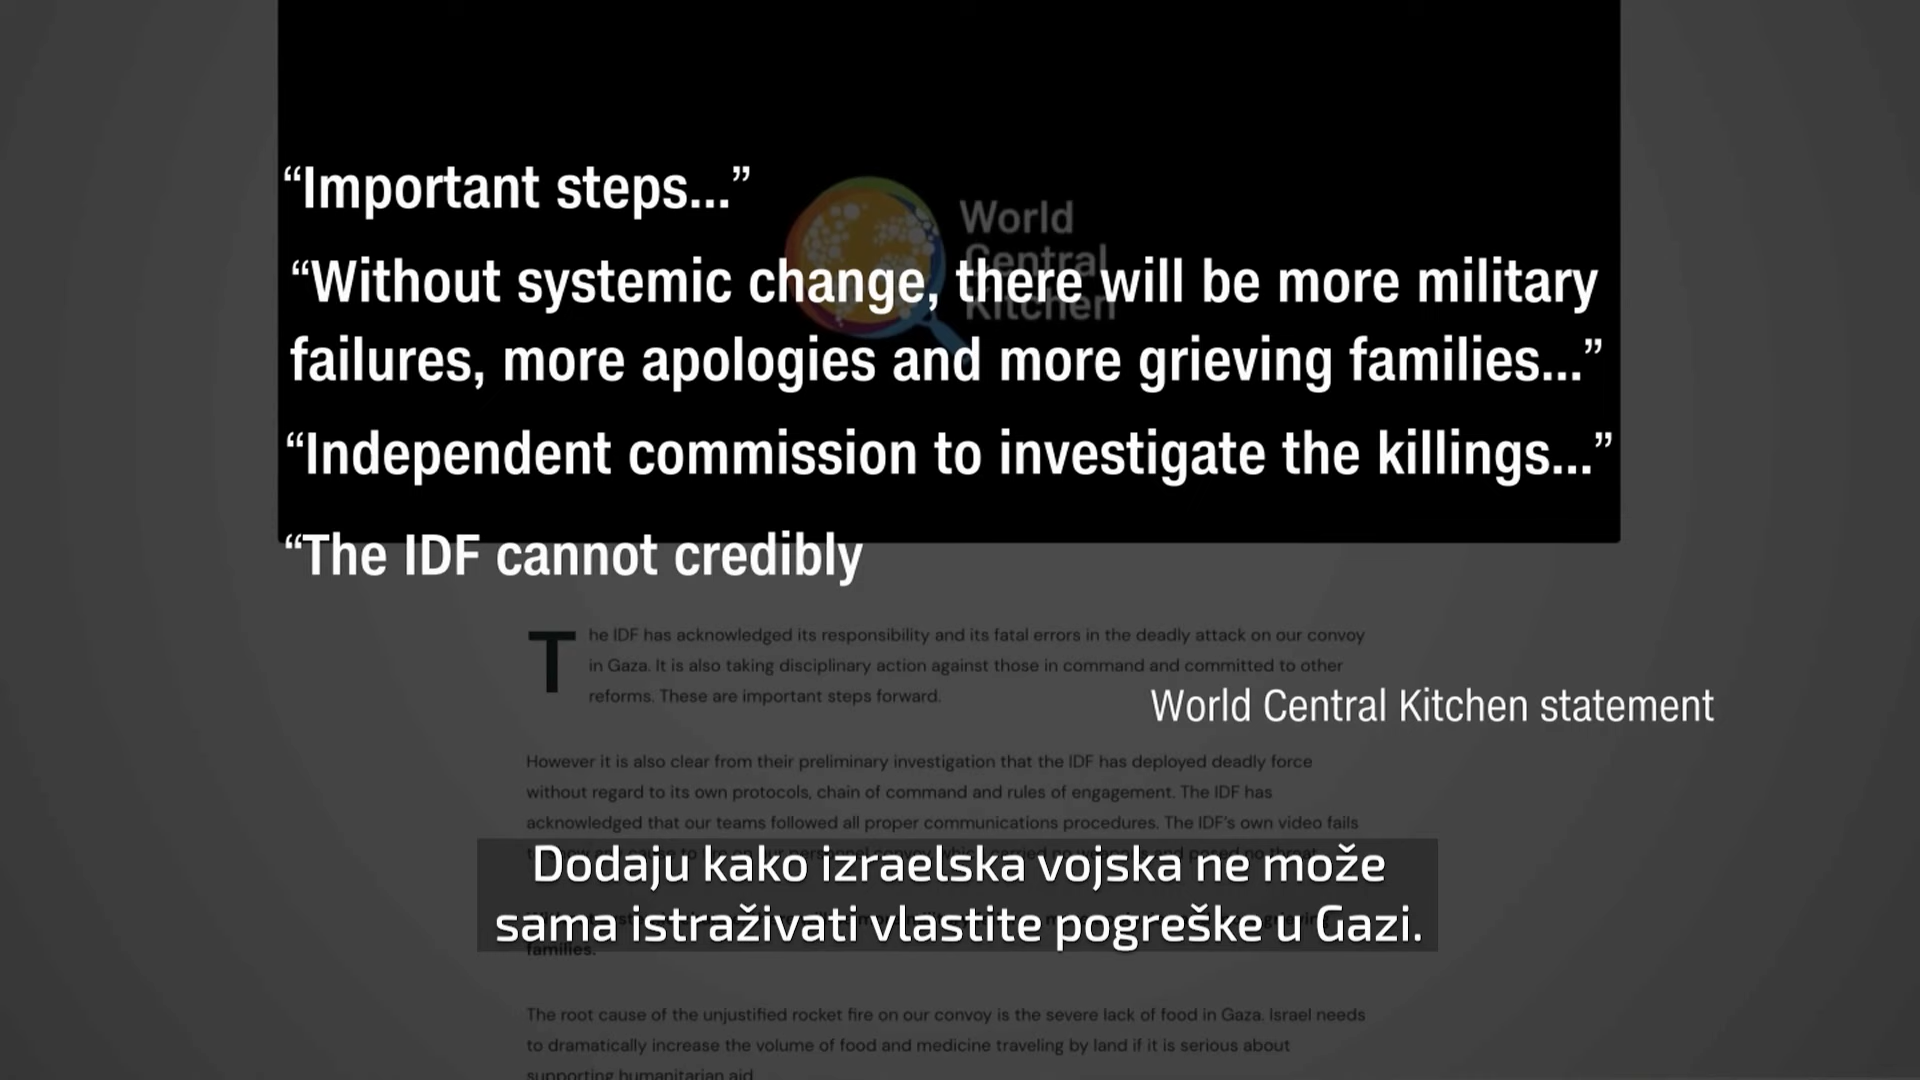 “Important steps...”
World
Central
Kitchen
“Without systemic change, there will be more military
failures, more apologies and more grieving families...”
“Independent commission to investigate the killings...”
“The IDF cannot credibly
The IDF has acknowledged its responsibility and its fatal errors in the deadly attack on our convoy
in Gaza. It is also taking disciplinary action against those in command and committed to other
reforms. These are important steps forward.
World Central Kitchen statement
However it is also clear from their preliminary investigation that the IDF has deployed deadly force
without regard to its own protocols, chain of command and rules of engagement. The IDF has
acknowledged that our teams followed all proper communications procedures. The IDF’s own video fails
Dodaju kako izraelska vojska ne može
sama istraživati vlastite pogreške u Gazi.
families.
The root cause of the unjustified rocket fire on our convoy is the severe lack of food in Gaza. Israel needs
to dramatically increase the volume of food and medicine traveling by land if it is serious about
supporting humanitarian aid.